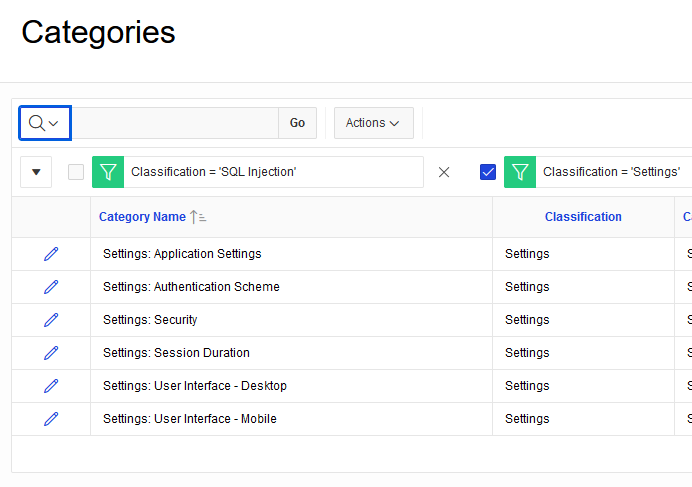 Categories
Go Actions
Classification = 'SQL Injection' Classification = 'Settings'
Category Name Classification
Settings: Application Settings Settings
Settings: Authentication Scheme Settings
Settings: Security Settings
Settings: Session Duration Settings
Settings: User Interface - Desktop Settings
Settings: User Interface - Mobile Settings